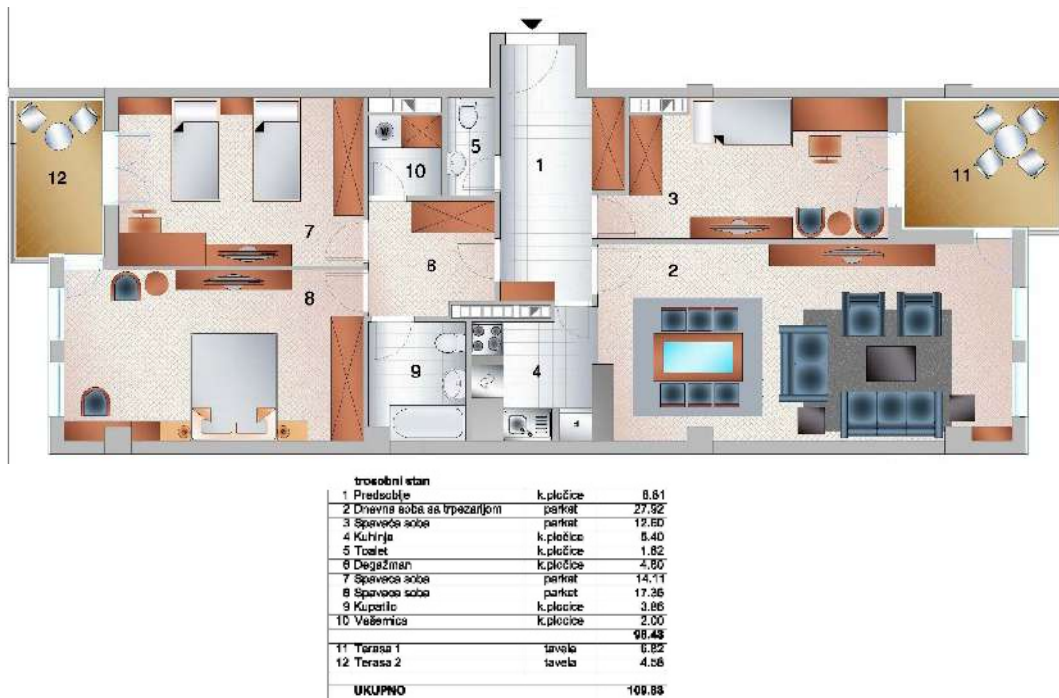 1
2
3
4
5
6
7
8
9
10
11
12
trosobni stan
1 Predsoblje k.pločice 8.61
2 Dnevna soba sa trpezarijom parket 27.92
3 Spavaća soba parket 12.60
4 Kuhinja k.pločice 5.40
5 Toalet k.pločice 1.82
6 Degažman k.pločice 4.80
7 Spavaća soba parket 14.11
8 Spavaća soba parket 17.36
9 Kupatilo k.pločice 3.86
10 Vešernica k.pločice 2.00
98.48
11 Terasa 1 tavela 6.82
12 Terasa 2 tavela 4.58
UKUPNO 109.88